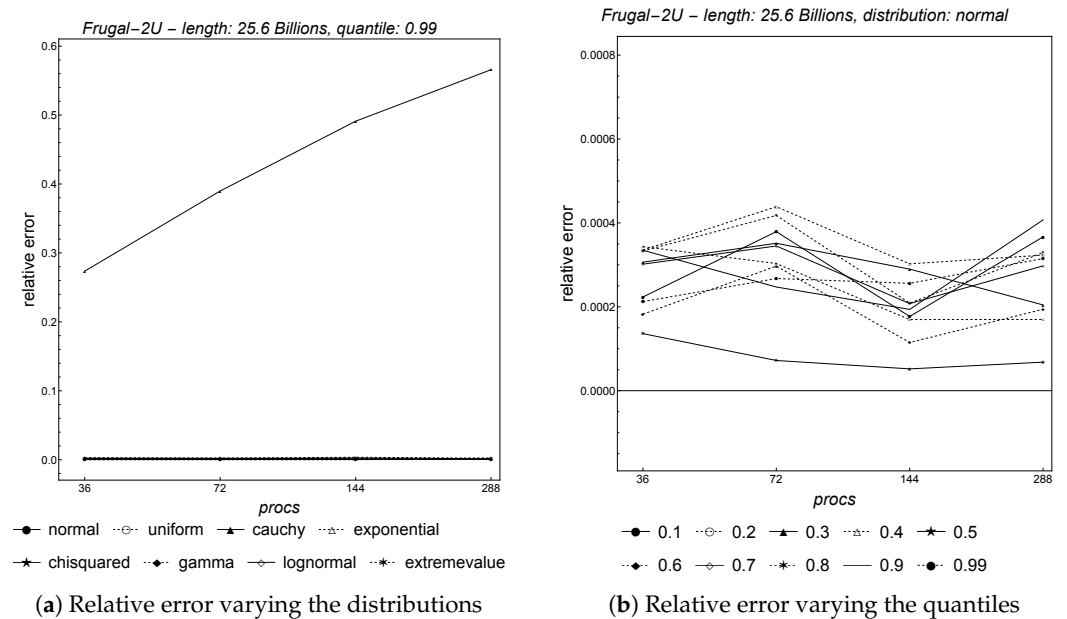 Frugal−2U − length: 25.6 Billions, quantile: 0.99
0.6
0.5
0.4
0.3
0.2
0.1
0.0
relative error
36 72 144 288
procs
normal uniform cauchy exponential
chisquared gamma lognormal extremevalue
(a) Relative error varying the distributions
Frugal−2U − length: 25.6 Billions, distribution: normal
0.0008
0.0006
0.0004
0.0002
0.0000
relative error
36 72 144 288
procs
0.1 0.2 0.3 0.4 0.5
0.6 0.7 0.8 0.9 0.99
(b) Relative error varying the quantiles